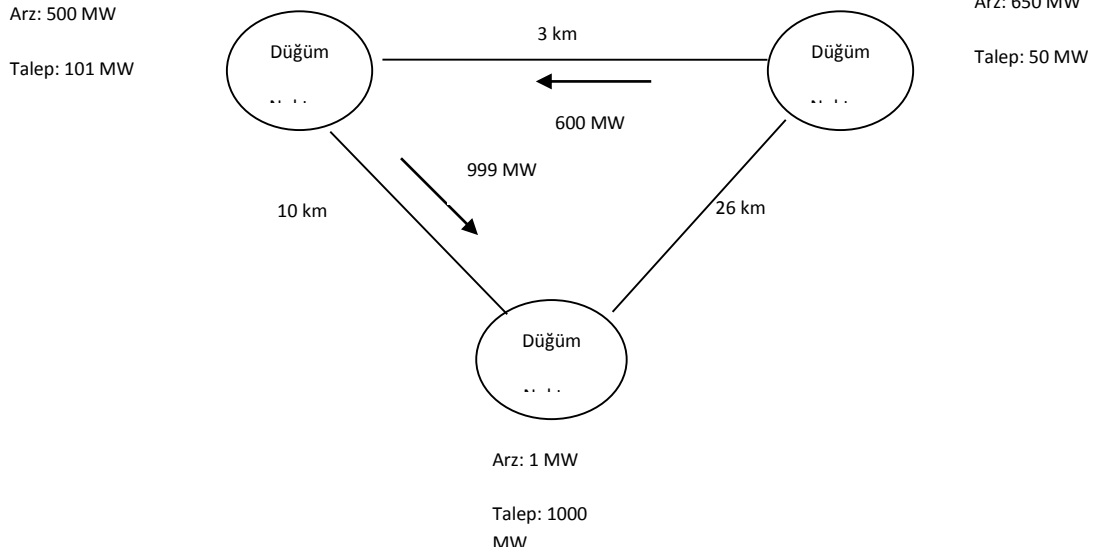 Arz: 500 MW
Arz: 650 MW
3 km
Düğüm
Düğüm
Talep: 101 MW
Talep: 50 MW
600 MW
999 MW
10 km
26 km
Düğüm
Arz: 1 MW
Talep: 1000
MW